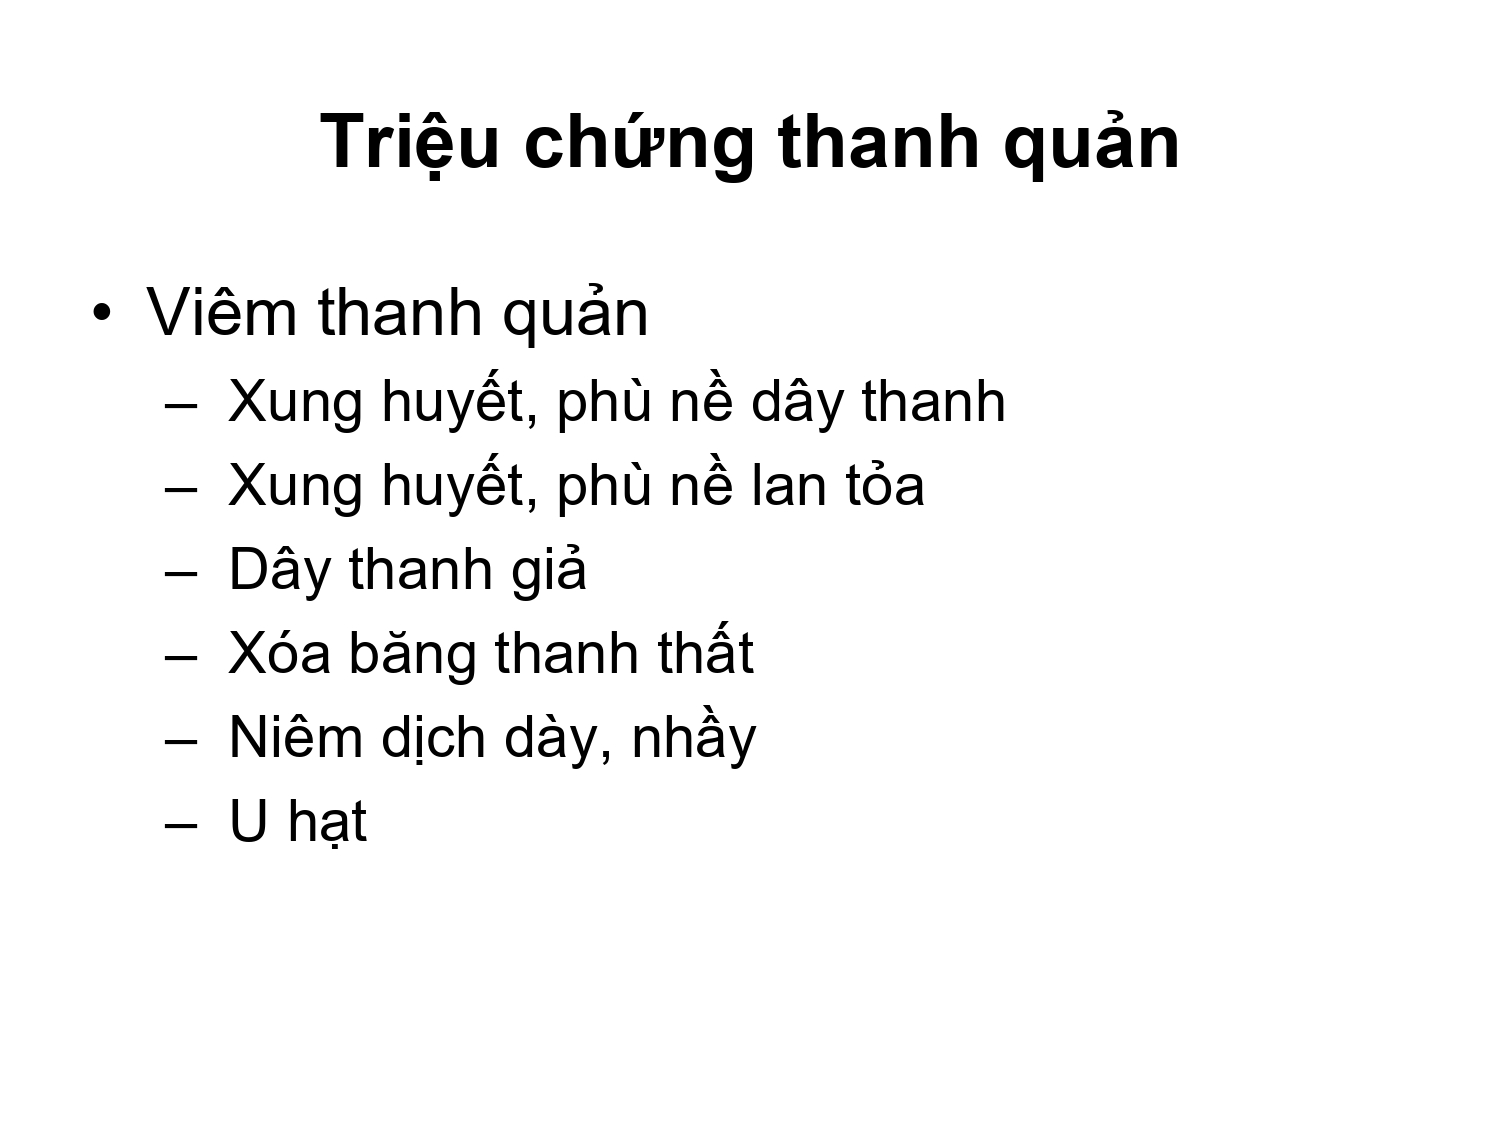 Triệu chứng thanh quản
• Viêm thanh quản
– Xung huyết, phù nề dây thanh
– Xung huyết, phù nề lan tỏa
– Dây thanh giả
– Xóa băng thanh thất
– Niêm dịch dày, nhầy
– U hạt